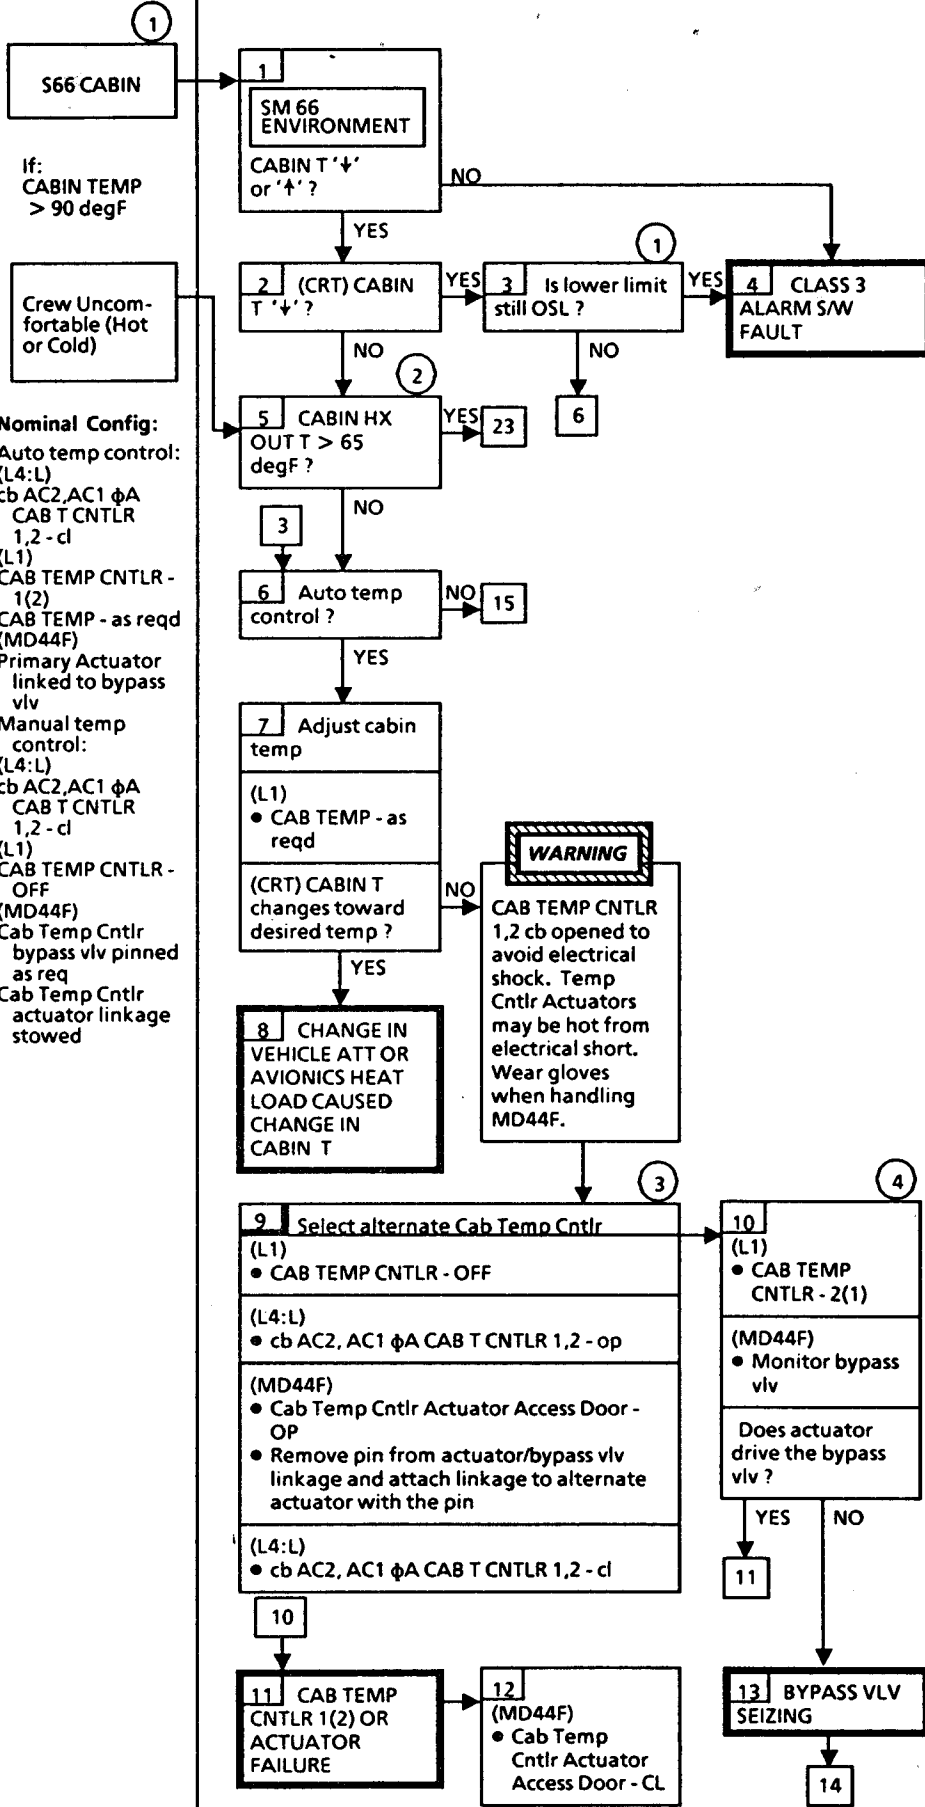 1
S66 CABIN
If:
CABIN TEMP
> 90 degF
Crew Uncom-
fortable (Hot
or Cold)
Nominal Config:
Auto temp control:
(L4:L)
cb AC2,AC1 ϕA
CAB T CNTLR
1,2 - cl
(L1)
CAB TEMP CNTLR -
1(2)
CAB TEMP - as reqd
(MD44F)
Primary Actuator
linked to bypass
vlv
Manual temp
control:
(L4:L)
cb AC2,AC1 ϕA
CAB T CNTLR
1,2 - cl
(L1)
CAB TEMP CNTLR -
OFF
(MD44F)
Cab Temp Cntlr
bypass vlv pinned
as req
Cab Temp Cntlr
actuator linkage
stowed
1
SM 66
ENVIRONMENT
CABIN T '↓'
or '↑' ?
NO
YES
2 (CRT) CABIN
T '↓' ?
YES
NO
1
3 Is lower limit
still OSL ?
YES
NO
6
4 CLASS 3
ALARM S/W
FAULT
2
5 CABIN HX
OUT T > 65
degF ?
YES
23
NO
3
6 Auto temp
control ?
NO
15
YES
7 Adjust cabin
temp
(L1)
● CAB TEMP - as
reqd
(CRT) CABIN T
changes toward
desired temp ?
NO
YES
8 CHANGE IN
VEHICLE ATT OR
AVIONICS HEAT
LOAD CAUSED
CHANGE IN
CABIN T
WARNING
CAB TEMP CNTLR
1,2 cb opened to
avoid electrical
shock. Temp
Cntlr Actuators
may be hot from
electrical short.
Wear gloves
when handling
MD44F.
3
9 Select alternate Cab Temp Cntlr
(L1)
● CAB TEMP CNTLR - OFF
(L4:L)
● cb AC2, AC1 ϕA CAB T CNTLR 1,2 - op
(MD44F)
● Cab Temp Cntlr Actuator Access Door -
OP
● Remove pin from actuator/bypass vlv
linkage and attach linkage to alternate
actuator with the pin
(L4:L)
● cb AC2, AC1 ϕA CAB T CNTLR 1,2 - cl
4
10
(L1)
● CAB TEMP
CNTLR - 2(1)
(MD44F)
● Monitor bypass
vlv
Does actuator
drive the bypass
vlv ?
YES
NO
11
10
11 CAB TEMP
CNTLR 1(2) OR
ACTUATOR
FAILURE
12
(MD44F)
● Cab Temp
Cntlr Actuator
Access Door - CL
13 BYPASS VLV
SEIZING
14